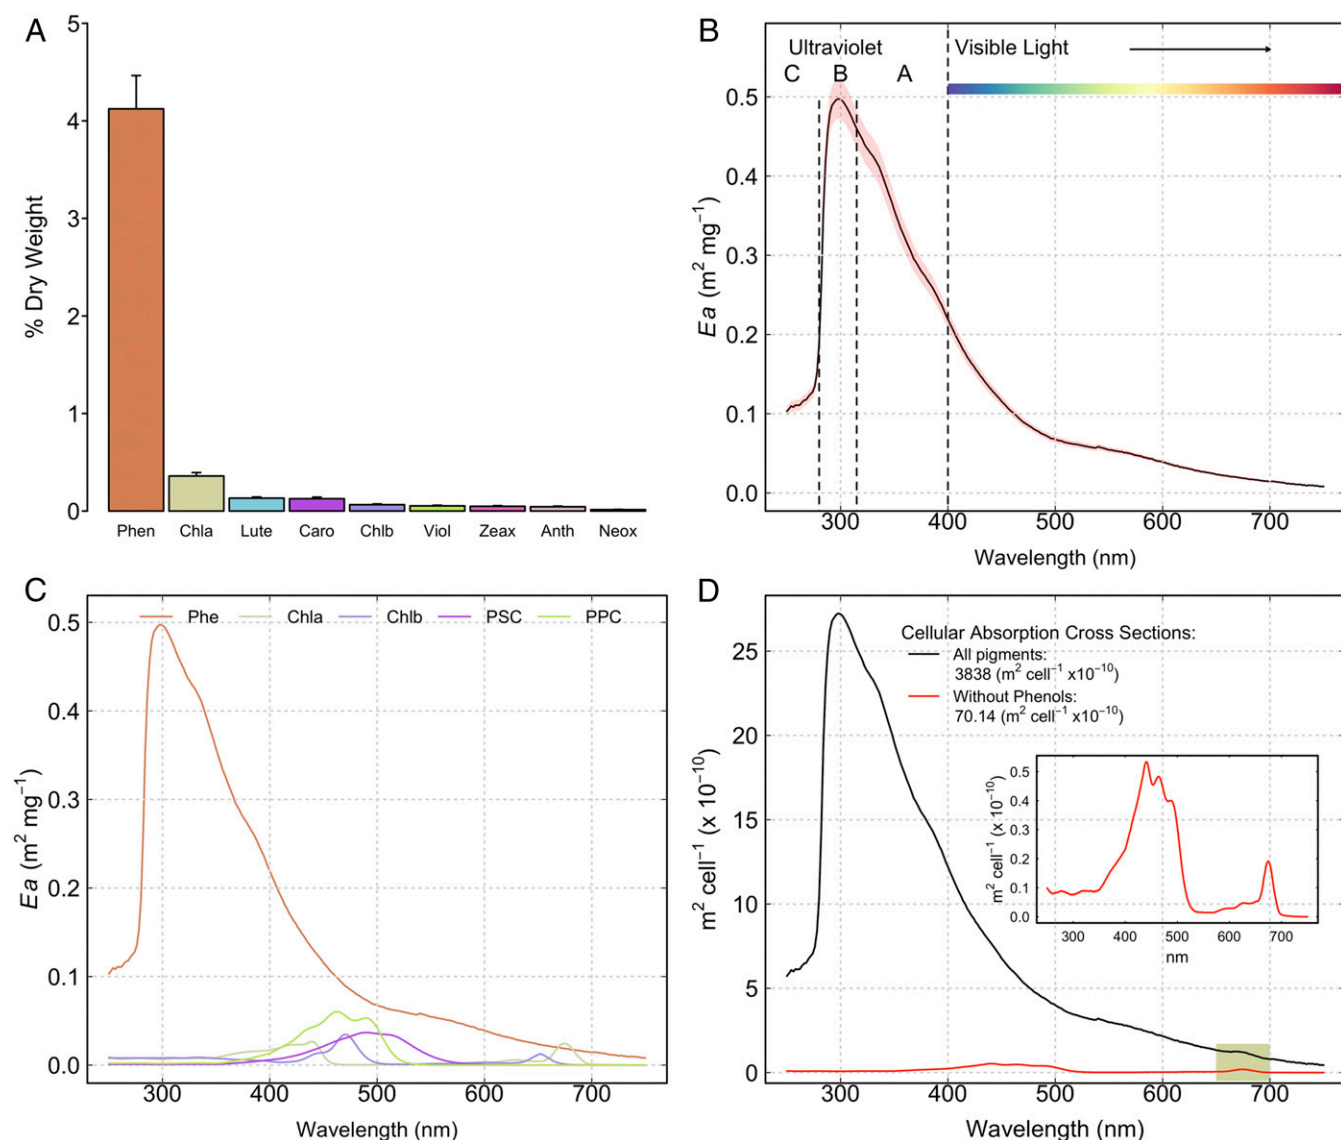 A
5
4
3
2
1
0
% Dry Weight
Phen Chla Lute Caro Chlb Viol Zeax Anth Neox
B
Ultraviolet Visible Light
C B A
0.5
0.4
0.3
0.2
0.1
0.0
Ea (m² mg⁻¹)
300 400 500 600 700
Wavelength (nm)
C
Phe Chla Chlb PSC PPC
0.5
0.4
0.3
0.2
0.1
0.0
Ea (m² mg⁻¹)
300 400 500 600 700
Wavelength (nm)
D
Cellular Absorption Cross Sections:
All pigments:
3838 (m² cell⁻¹ x10⁻¹⁰)
Without Phenols:
70.14 (m² cell⁻¹ x10⁻¹⁰)
25
20
15
10
5
0
m² cell⁻¹ (x 10⁻¹⁰)
0.5
0.4
0.3
0.2
0.1
0.0
m² cell⁻¹ (x 10⁻¹⁰)
300 400 500 600 700
nm
300 400 500 600 700
Wavelength (nm)